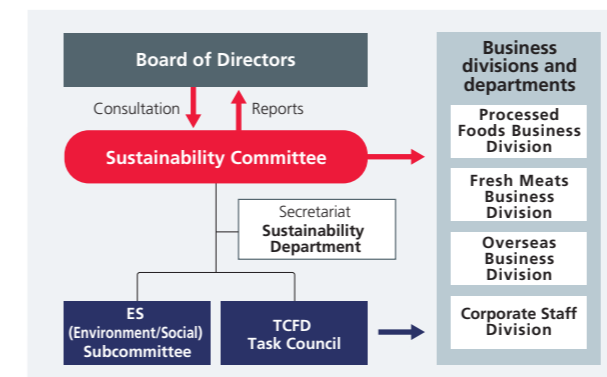 Board of Directors
Consultation
Reports
Sustainability Committee
Secretariat
Sustainability
Department
ES
(Environment/Social)
Subcommittee
TCFD
Task Council
Business
divisions and
departments
Processed
Foods Business
Division
Fresh Meats
Business
Division
Overseas
Business
Division
Corporate Staff
Division